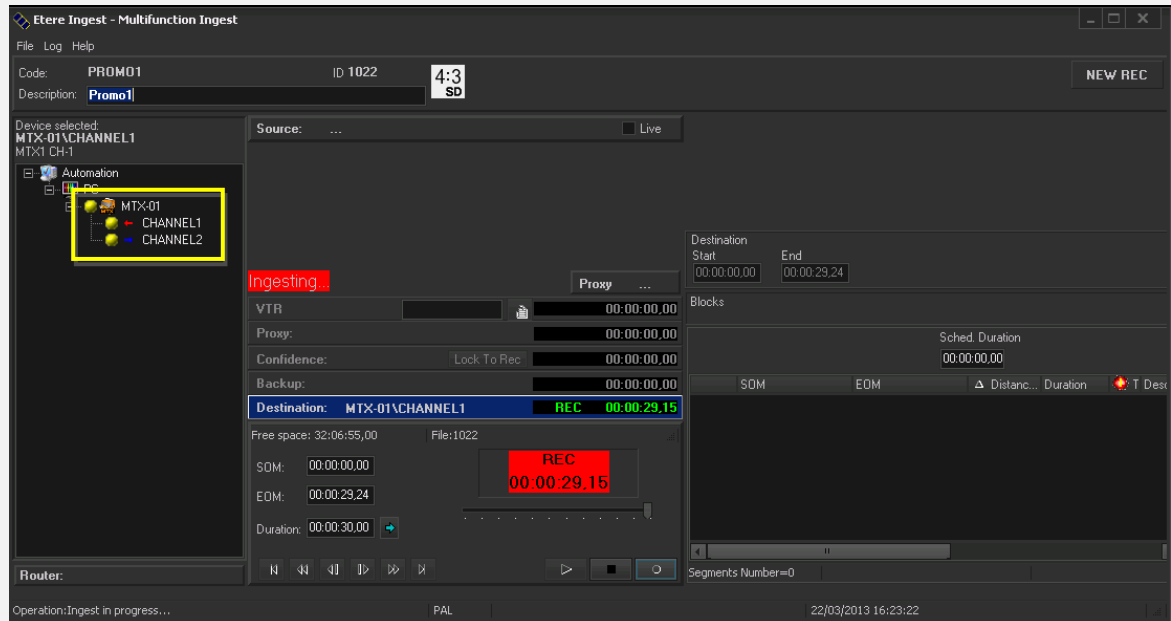 Etere Ingest - Multifunction Ingest
File Log Help
Code: PROMO1 ID 1022
4:3
SD
NEW REC
Description: Promo1
Device selected:
MTX-01\CHANNEL1
MTX1 CH-1
Automation
PC
MTX-01
CHANNEL1
CHANNEL2
Router:
Source: ... Live
Ingesting...
Proxy ...
VTR 00:00:00,00
Proxy: 00:00:00,00
Confidence: Lock To Rec 00:00:00,00
Backup: 00:00:00,00
Destination: MTX-01\CHANNEL1 REC 00:00:29,15
Free space: 32:06:55,00 File:1022
SOM: 00:00:00,00
EOM: 00:00:29,24
Duration: 00:00:30,00
REC
00:00:29,15
Destination
Start End
00:00:00,00 00:00:29,24
Blocks
Sched. Duration
00:00:00,00
SOM EOM Distanc... Duration T
Segments Number=0
Operation:Ingest in progress... PAL 22/03/2013 16:23:22